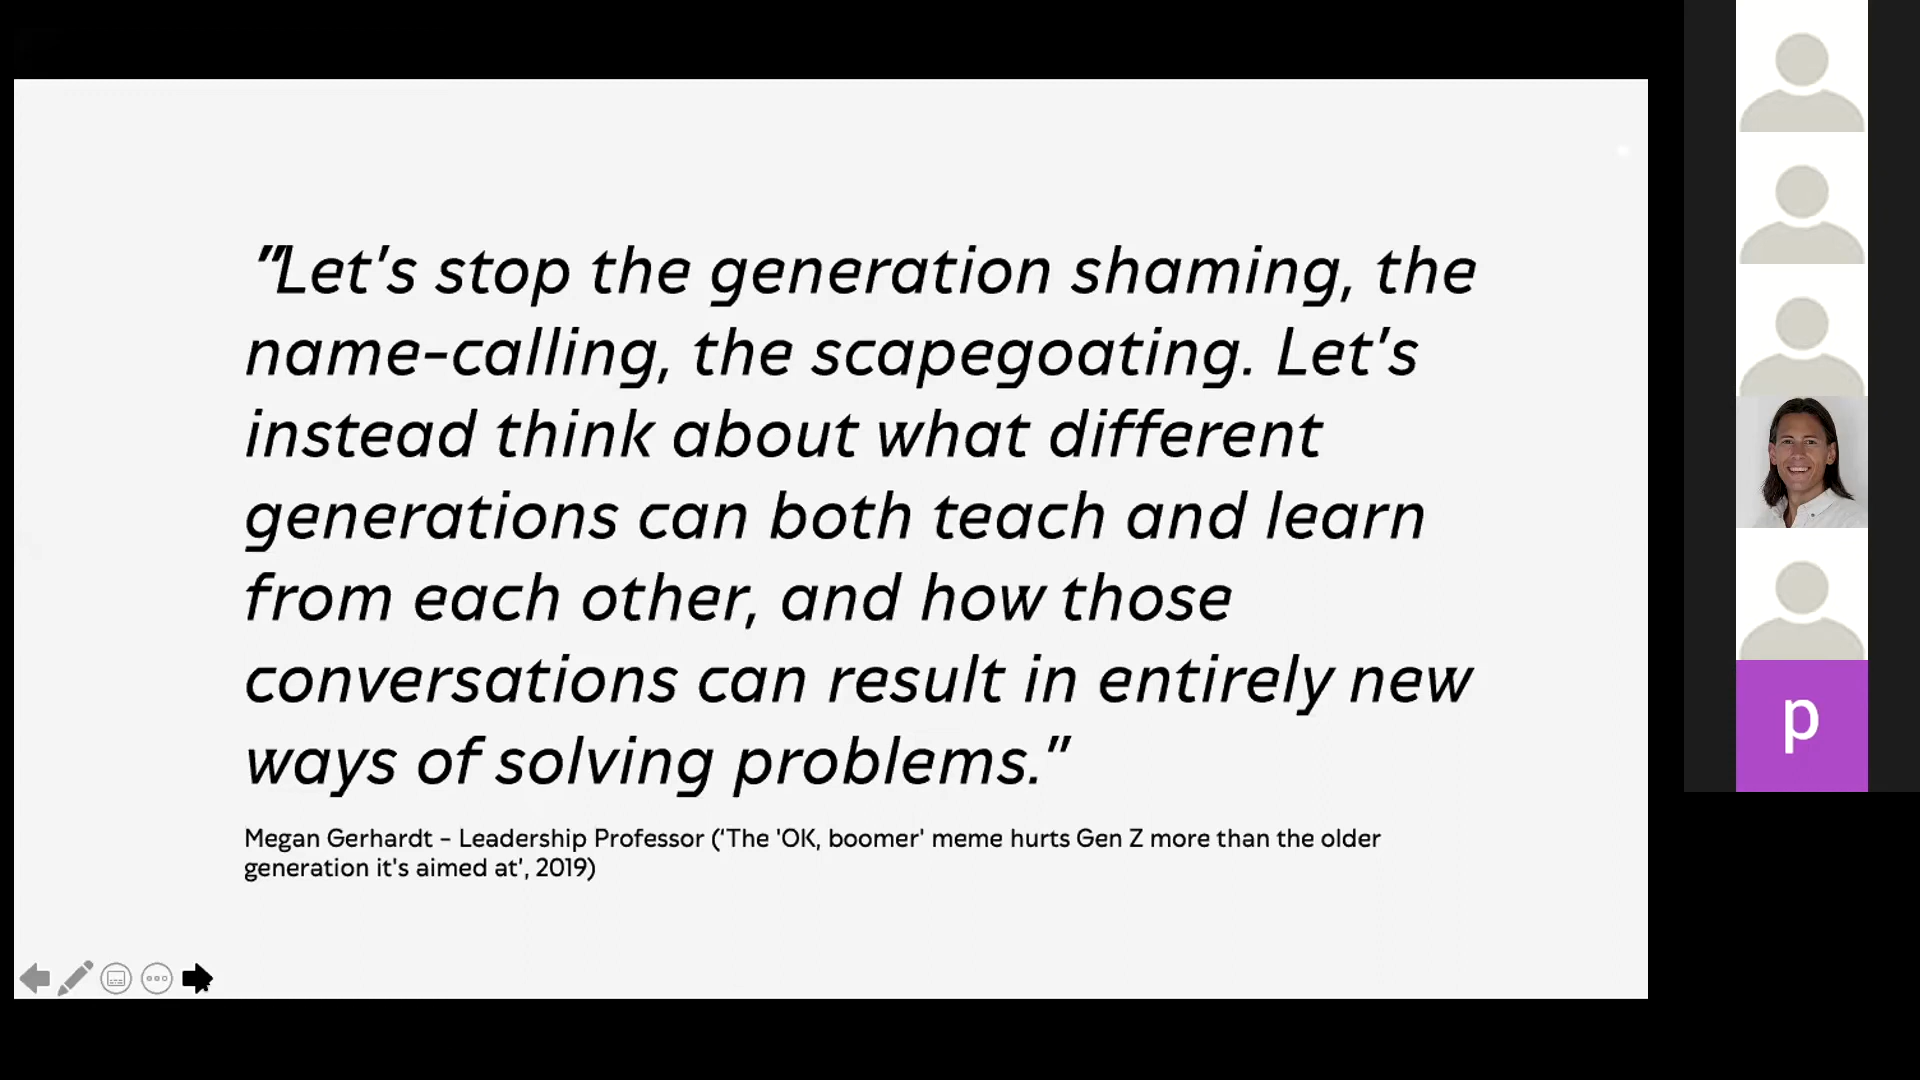 "Let's stop the generation shaming, the
name-calling, the scapegoating. Let's
instead think about what different
generations can both teach and learn
from each other, and how those
conversations can result in entirely new
ways of solving problems."
Megan Gerhardt – Leadership Professor (‘The 'OK, boomer' meme hurts Gen Z more than the older
generation it's aimed at’, 2019)
p